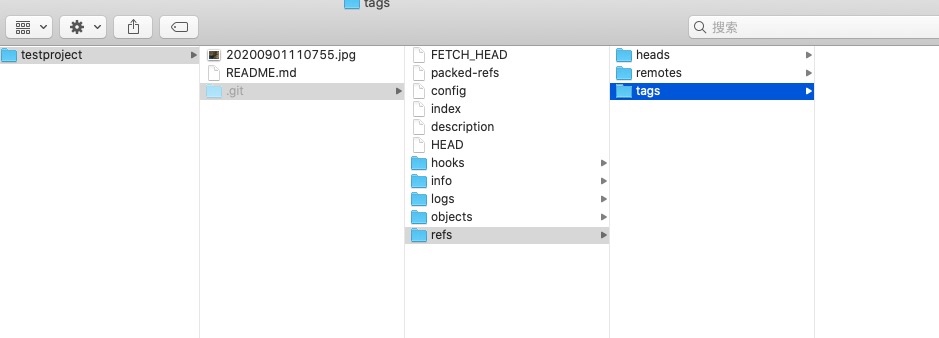 tags
搜索
testproject
20200901110755.jpg
README.md
.git
FETCH_HEAD
packed-refs
config
index
description
HEAD
hooks
info
logs
objects
refs
heads
remotes
tags